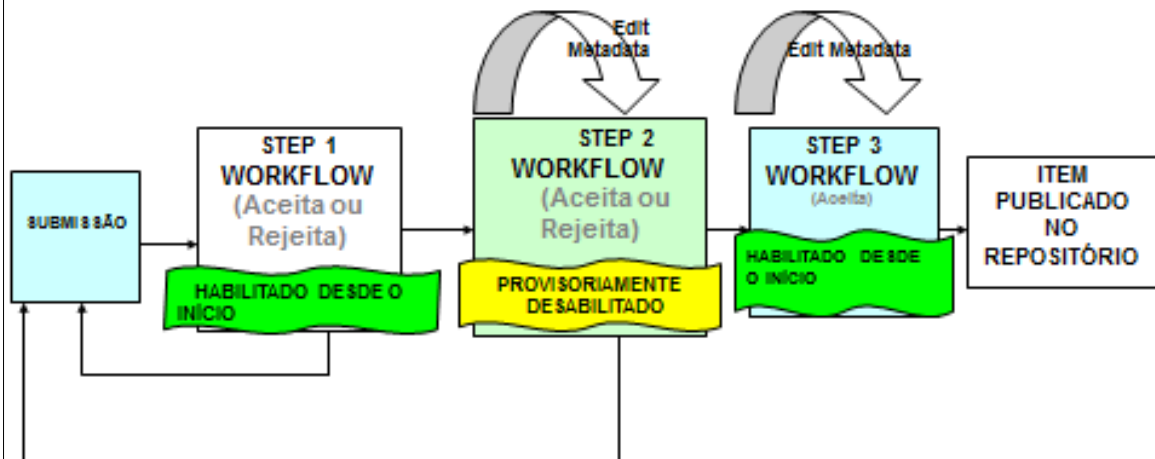 Edit
Metadata
Edit Metadata
SUBMISSÃO
STEP 1
WORKFLOW
(Aceita ou
Rejeita)
HABILITADO DESDE O
INÍCIO
STEP 2
WORKFLOW
(Aceita ou
Rejeita)
PROVISORIAMENTE
DESABILITADO
STEP 3
WORKFLOW
(Aceita)
HABILITADO DESDE
O INÍCIO
ITEM
PUBLICADO
NO
REPOSITÓRIO